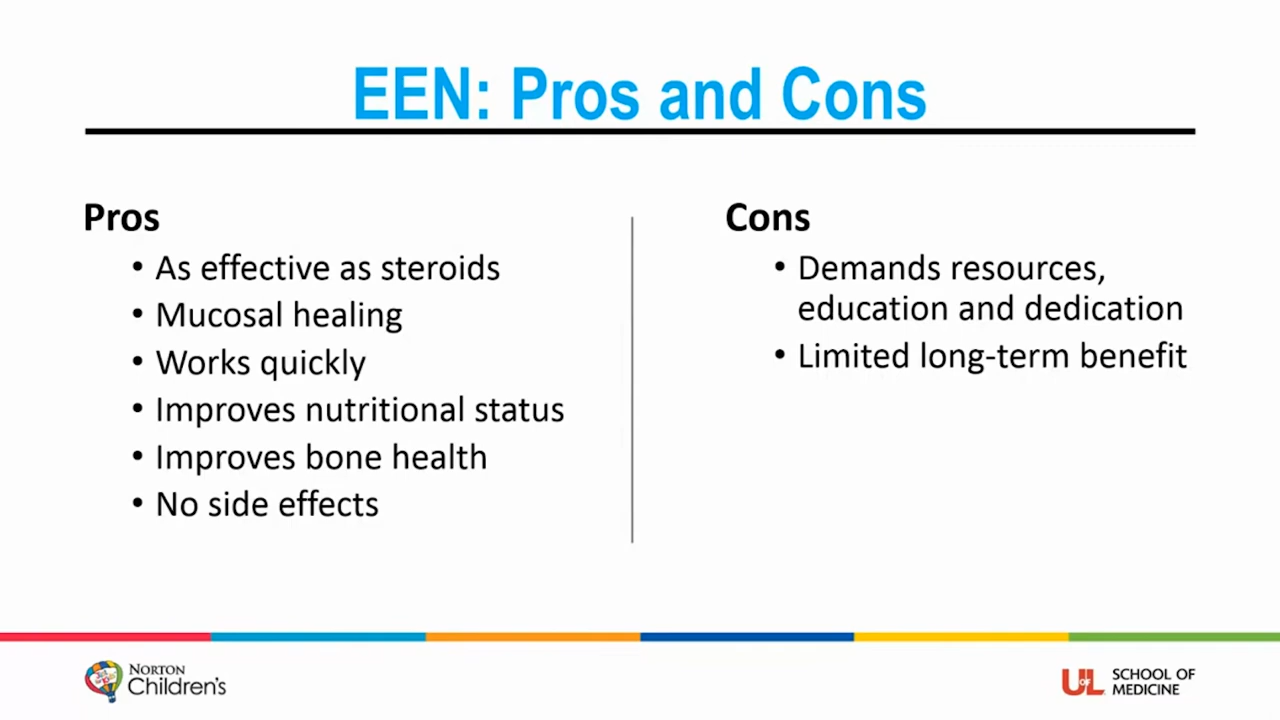 EEN: Pros and Cons
Pros
• As effective as steroids
• Mucosal healing
• Works quickly
• Improves nutritional status
• Improves bone health
• No side effects
Cons
• Demands resources,
education and dedication
• Limited long-term benefit
NORTON
Children's
UofL
SCHOOL OF
MEDICINE